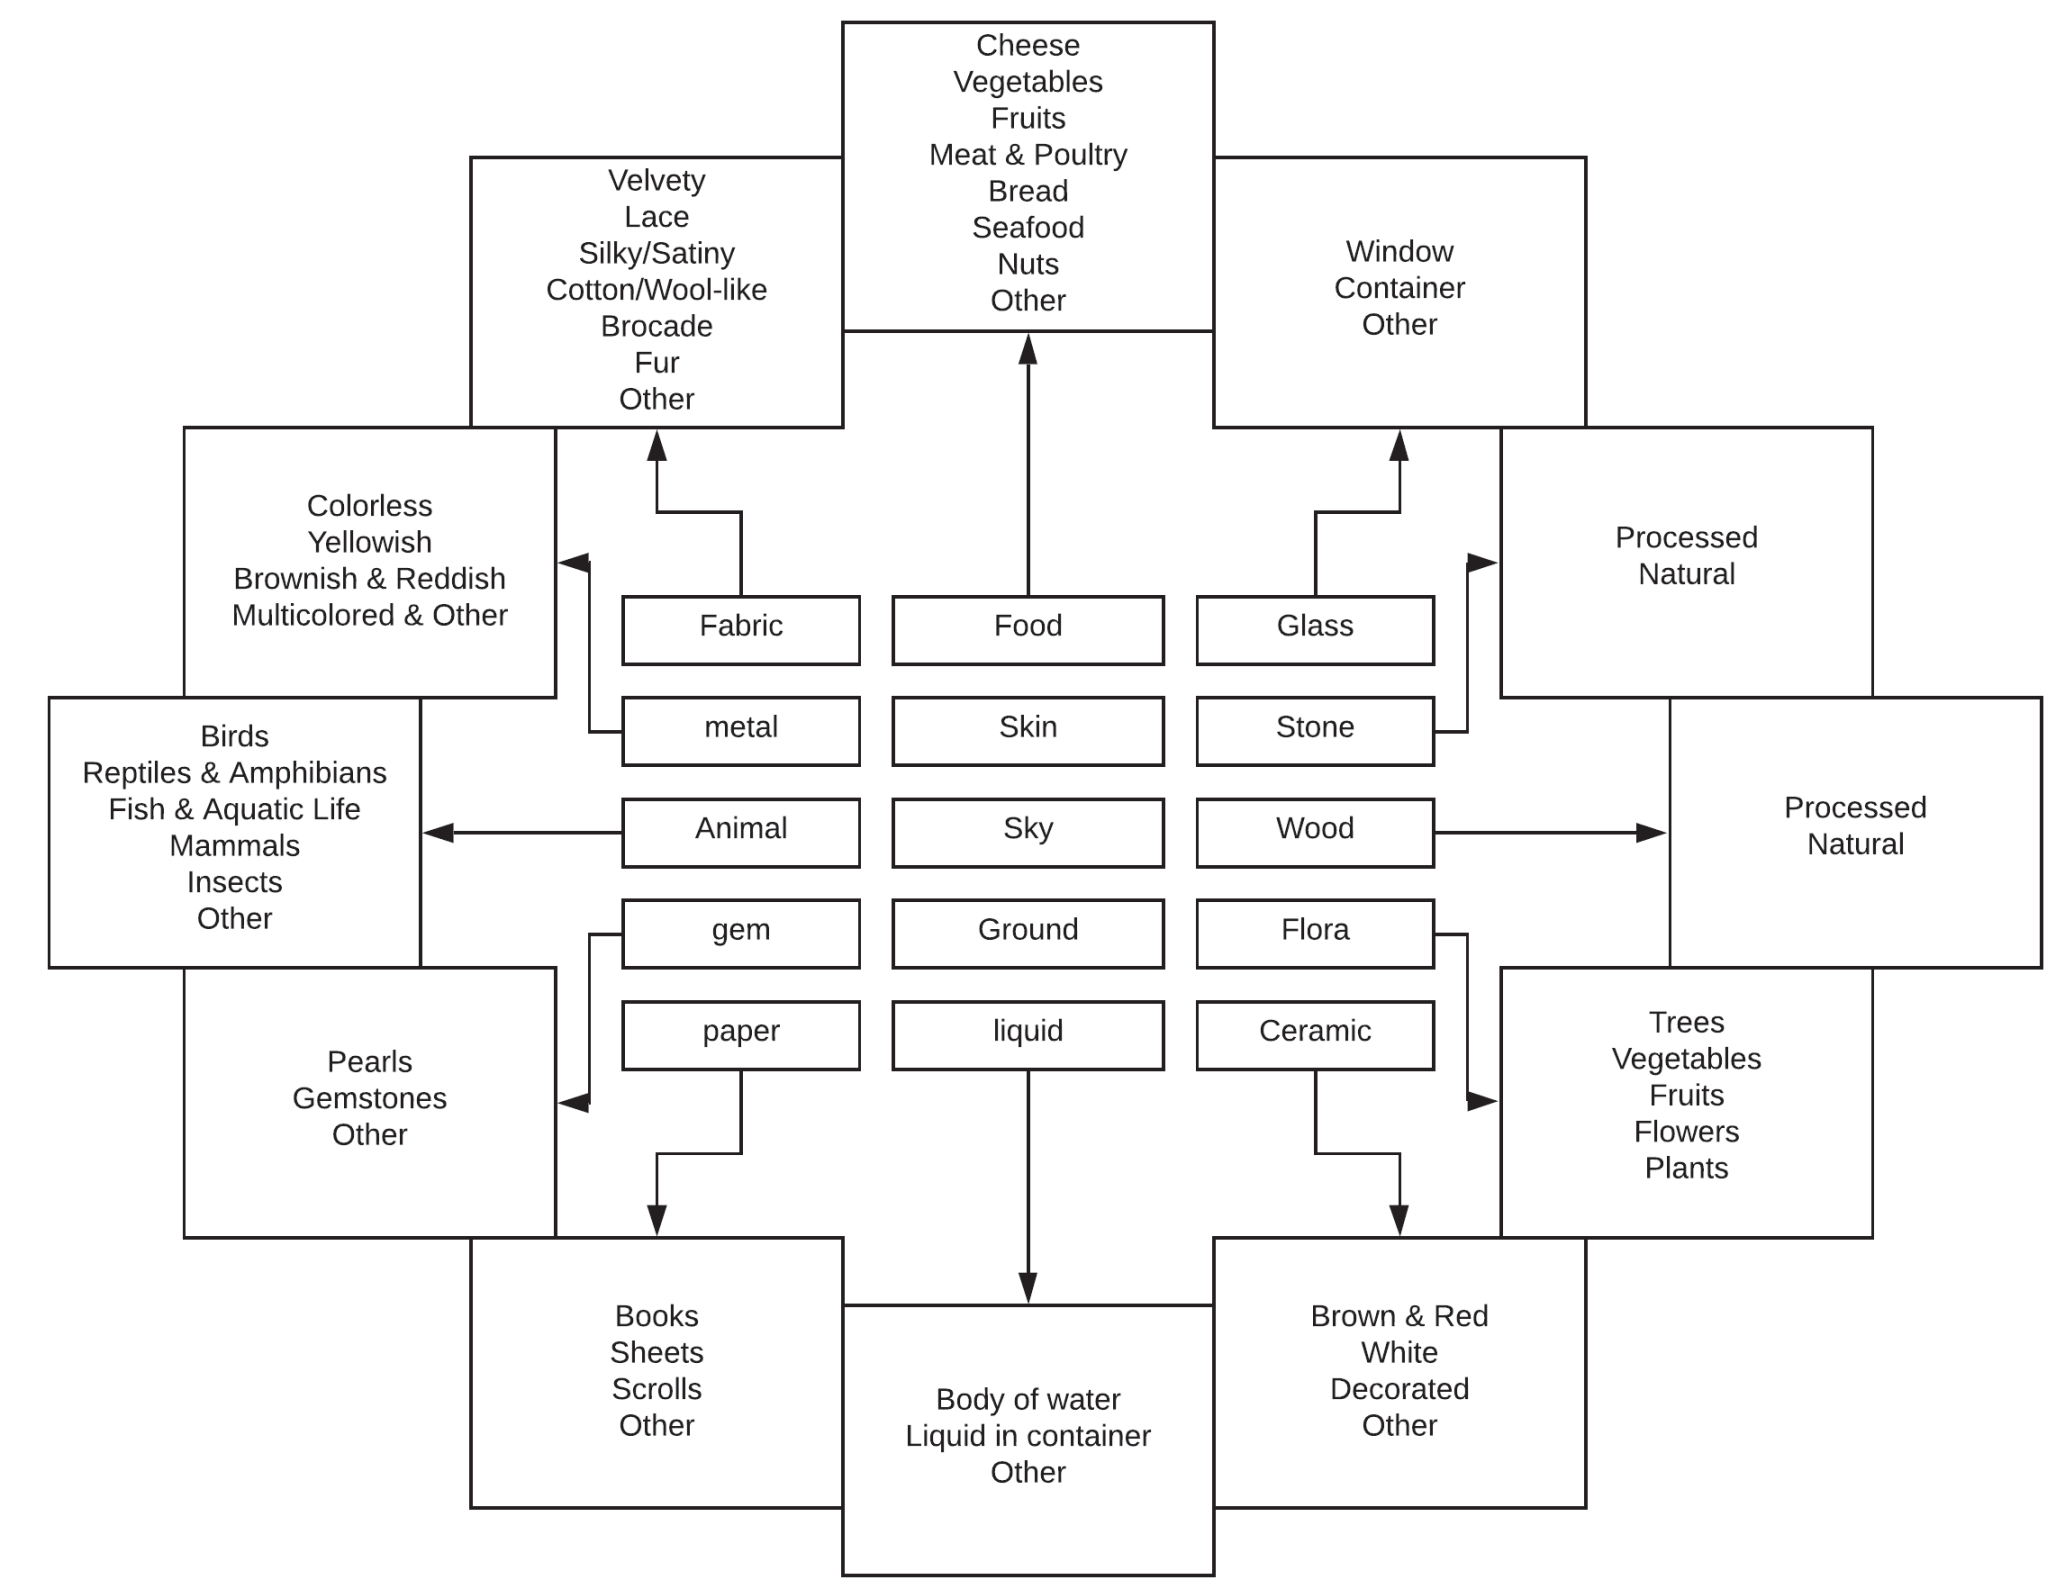 Cheese
Vegetables
Fruits
Meat & Poultry
Bread
Seafood
Nuts
Other
Velvety
Lace
Silky/Satiny
Cotton/Wool-like
Brocade
Fur
Other
Window
Container
Other
Colorless
Yellowish
Brownish & Reddish
Multicolored & Other
Processed
Natural
Fabric
Food
Glass
metal
Skin
Stone
Birds
Reptiles & Amphibians
Fish & Aquatic Life
Mammals
Insects
Other
Animal
Sky
Wood
Processed
Natural
gem
Ground
Flora
paper
liquid
Ceramic
Pearls
Gemstones
Other
Trees
Vegetables
Fruits
Flowers
Plants
Books
Sheets
Scrolls
Other
Body of water
Liquid in container
Other
Brown & Red
White
Decorated
Other